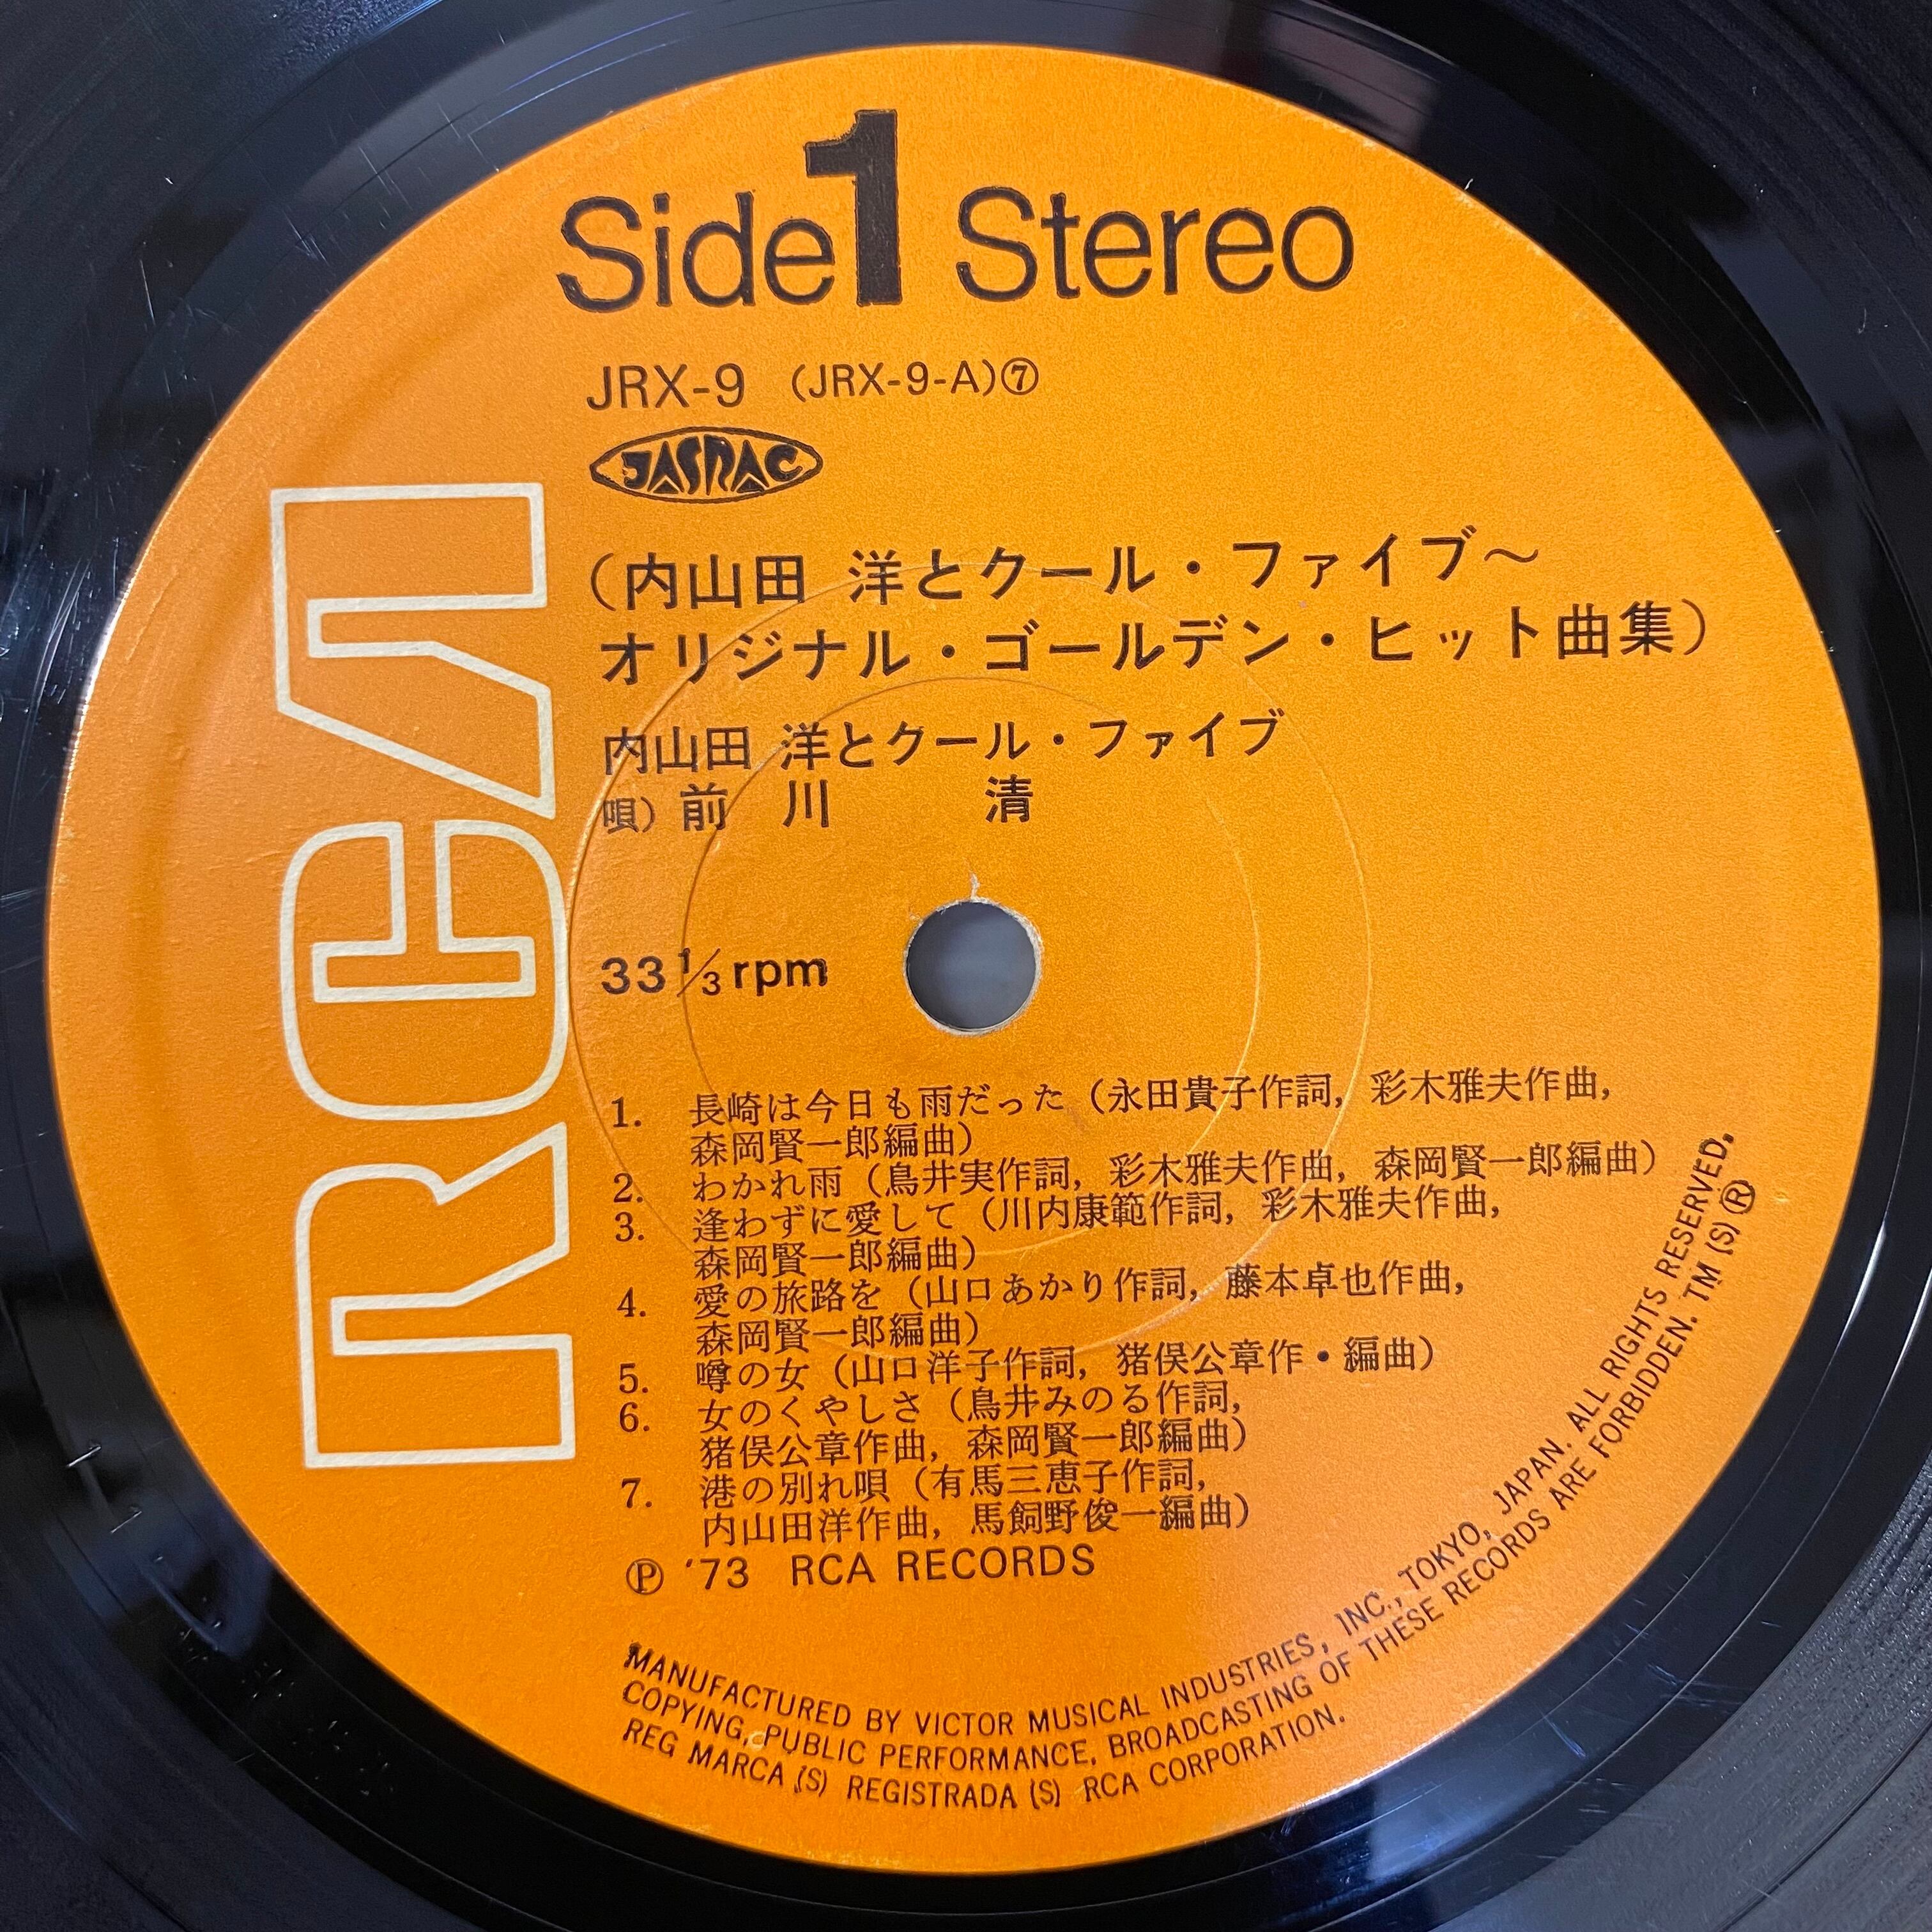 Side 1 Stereo
JRX-9 (JRX-9-A)⑦
JASRAC
RCA
(内山田 洋とクール・ファイブ〜
オリジナル・ゴールデン・ヒット曲集)
内山田 洋とクール・ファイブ
唄) 前 川 清
33 1/3 rpm
1. 長崎は今日も雨だった (永田貴子作詞, 彩木雅夫作曲,
森岡賢一郎編曲)
2. わかれ雨 (鳥井実作詞, 彩木雅夫作曲, 森岡賢一郎編曲)
3. 逢わずに愛して (川内康範作詞, 彩木雅夫作曲,
森岡賢一郎編曲)
4. 愛の旅路を (山口あかり作詞, 藤本卓也作曲,
森岡賢一郎編曲)
5. 噂の女 (山口洋子作詞, 猪俣公章作・編曲)
6. 女のくやしさ (鳥井みのる作詞,
猪俣公章作曲, 森岡賢一郎編曲)
7. 港の別れ唄 (有馬三恵子作詞,
内山田洋作曲, 馬飼野俊一編曲)
Ⓟ '73 RCA RECORDS
MANUFACTURED BY VICTOR MUSICAL INDUSTRIES, INC., TOKYO, JAPAN. ALL RIGHTS RESERVED.
COPYING, PUBLIC PERFORMANCE, BROADCASTING OF THESE RECORDS ARE FORBIDDEN. TM (S) ®
REG MARCA (S) REGISTRADA (S) RCA CORPORATION.